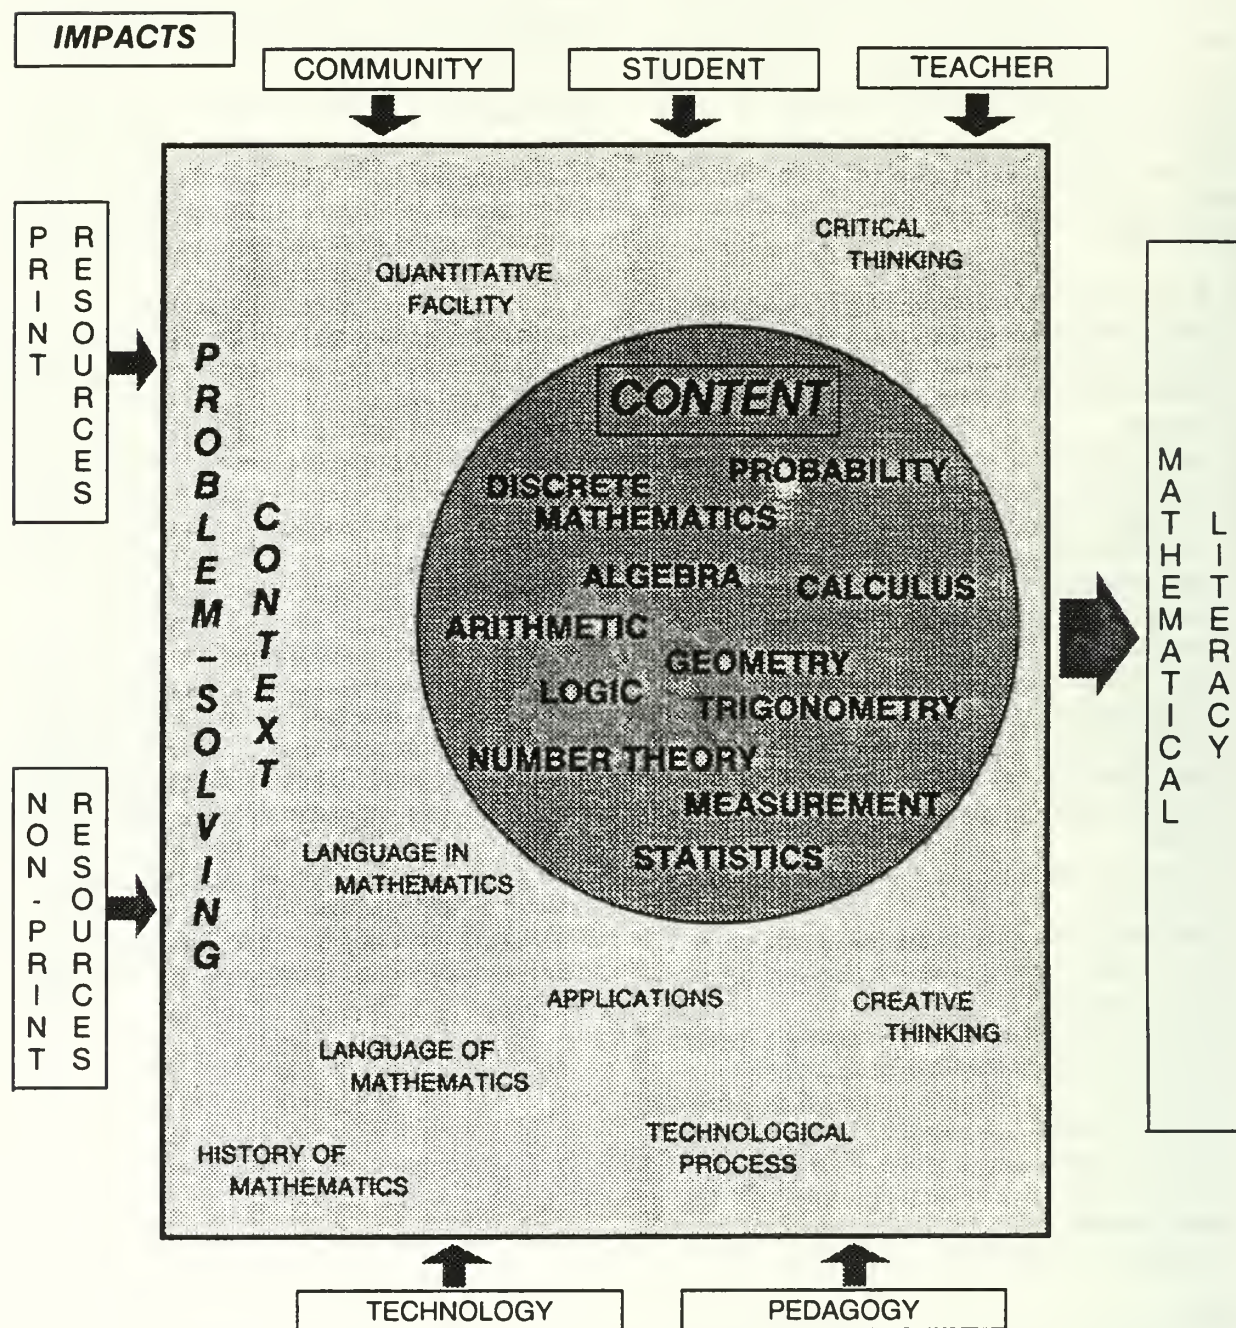 IMPACTS
COMMUNITY
STUDENT
TEACHER
PRINT
RESOURCES
NON-PRINT
RESOURCES
PROBLEM-SOLVING
CONTEXT
QUANTITATIVE
FACILITY
CRITICAL
THINKING
CONTENT
PROBABILITY
DISCRETE
MATHEMATICS
ALGEBRA
CALCULUS
ARITHMETIC
GEOMETRY
LOGIC
TRIGONOMETRY
NUMBER THEORY
MEASUREMENT
STATISTICS
LANGUAGE IN
MATHEMATICS
APPLICATIONS
CREATIVE
THINKING
LANGUAGE OF
MATHEMATICS
TECHNOLOGICAL
PROCESS
HISTORY OF
MATHEMATICS
MATHEMATICAL
LITERACY
TECHNOLOGY
PEDAGOGY